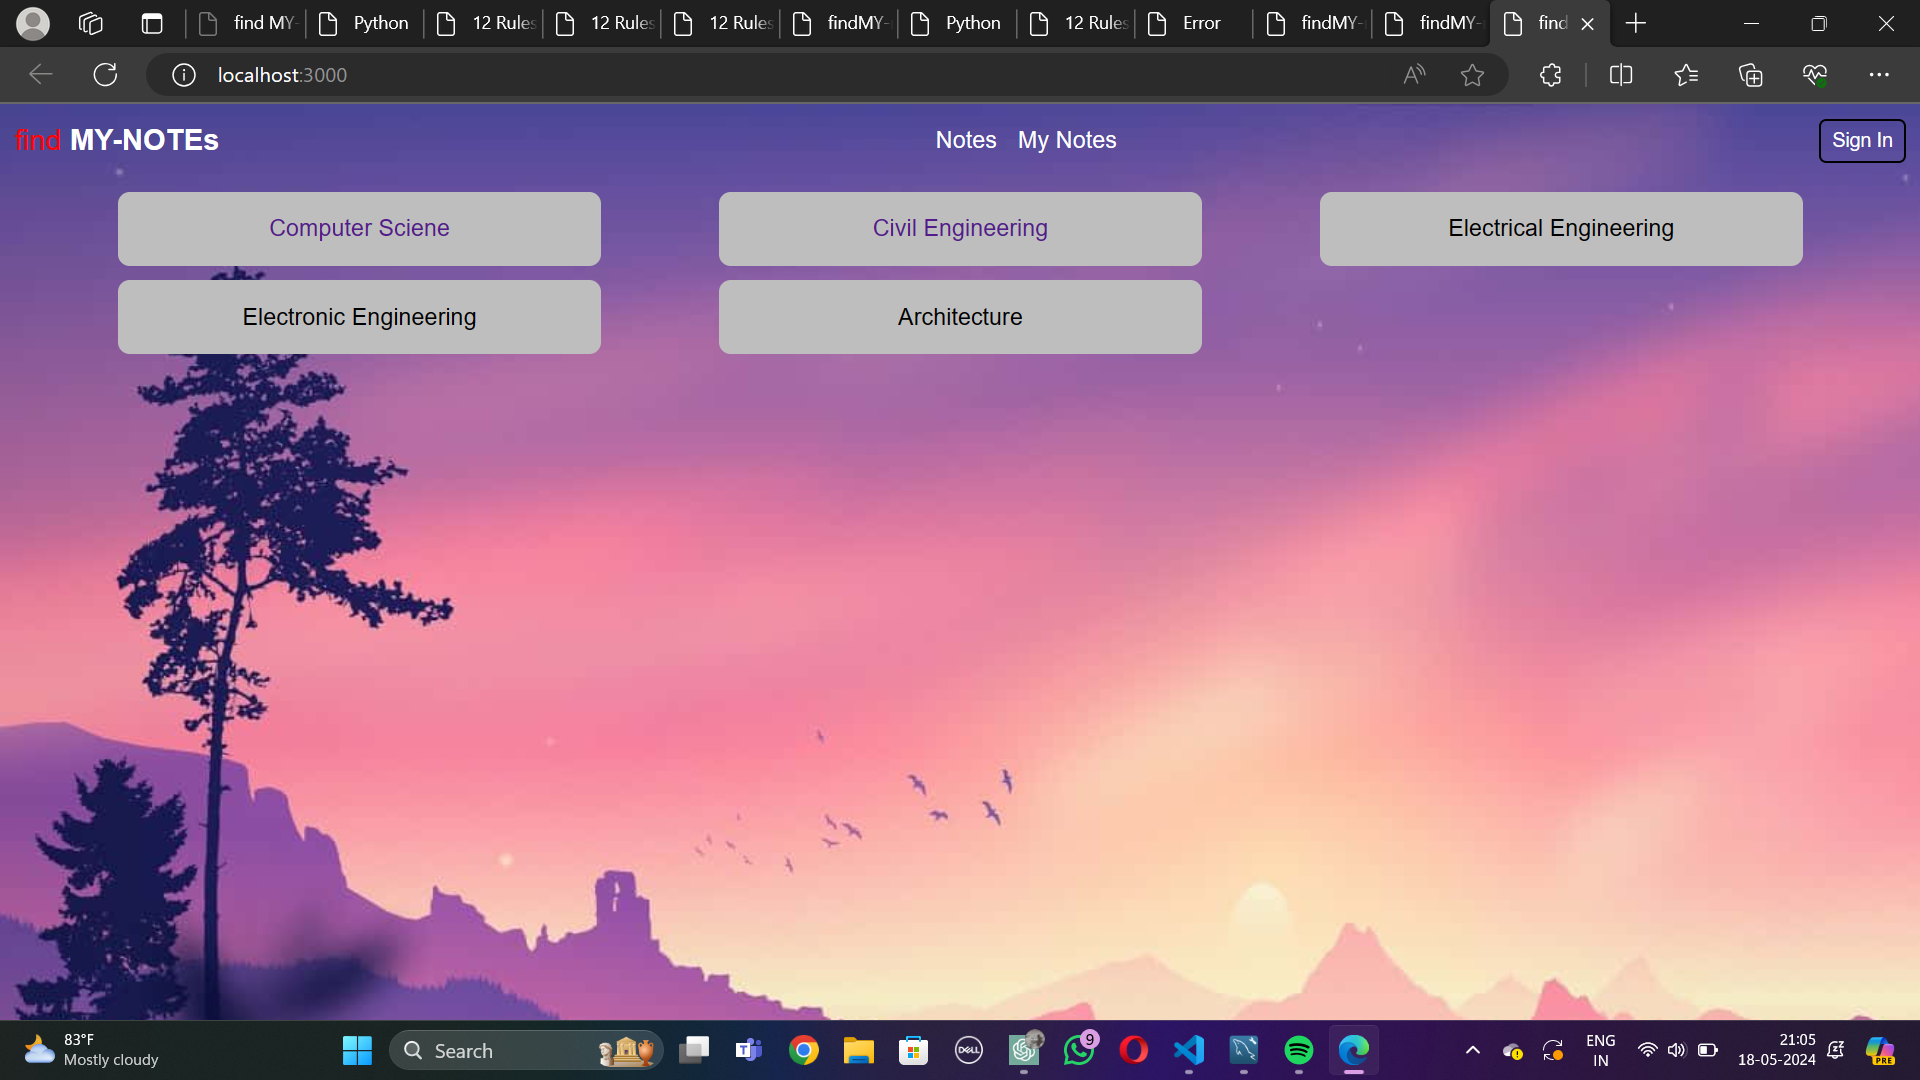 find MY- Python 12 Rules 12 Rules 12 Rules findMY- Python 12 Rules Error findMY- findMY- find
localhost:3000
find MY-NOTEs Notes My Notes Sign In
Computer Sciene Civil Engineering Electrical Engineering
Electronic Engineering Architecture
83°F
Mostly cloudy
Search
DELL
9
ENG
IN
21:05
18-05-2024
PRE